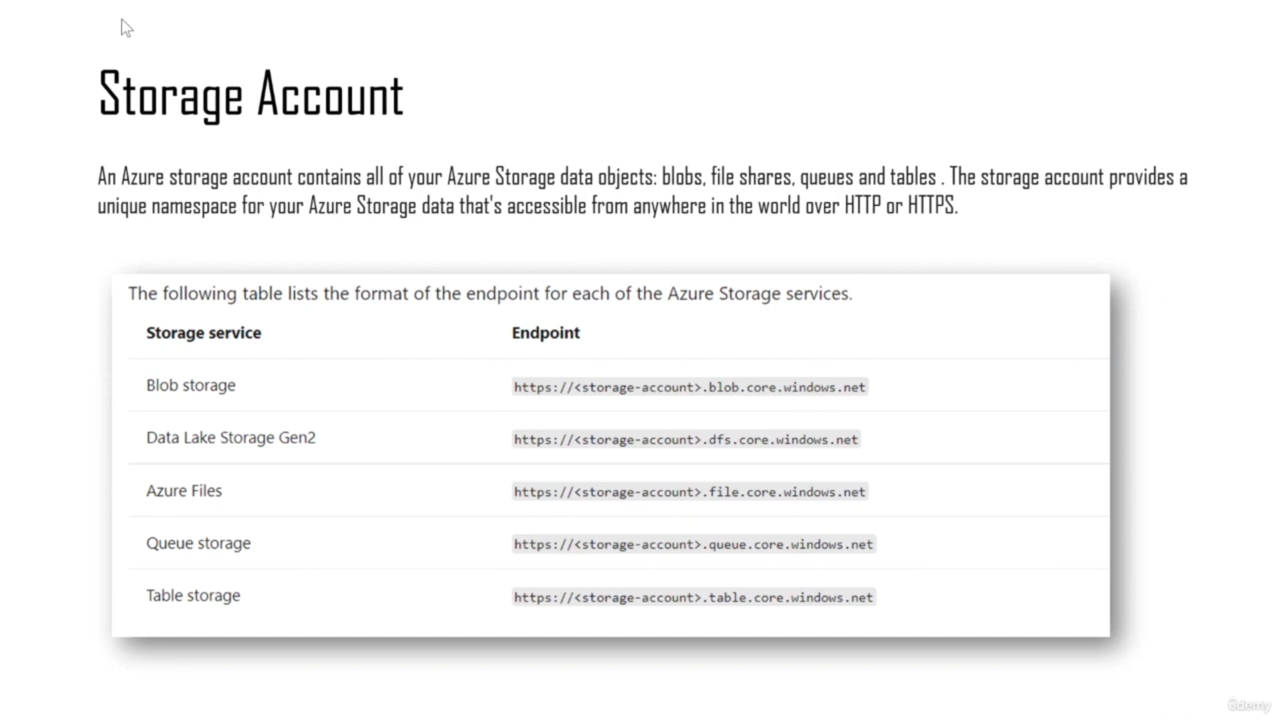 Storage Account
An Azure storage account contains all of your Azure Storage data objects: blobs, file shares, queues and tables . The storage account provides a
unique namespace for your Azure Storage data that's accessible from anywhere in the world over HTTP or HTTPS.
The following table lists the format of the endpoint for each of the Azure Storage services.
Storage service Endpoint
Blob storage https://<storage-account>.blob.core.windows.net
Data Lake Storage Gen2 https://<storage-account>.dfs.core.windows.net
Azure Files https://<storage-account>.file.core.windows.net
Queue storage https://<storage-account>.queue.core.windows.net
Table storage https://<storage-account>.table.core.windows.net
ûdemy